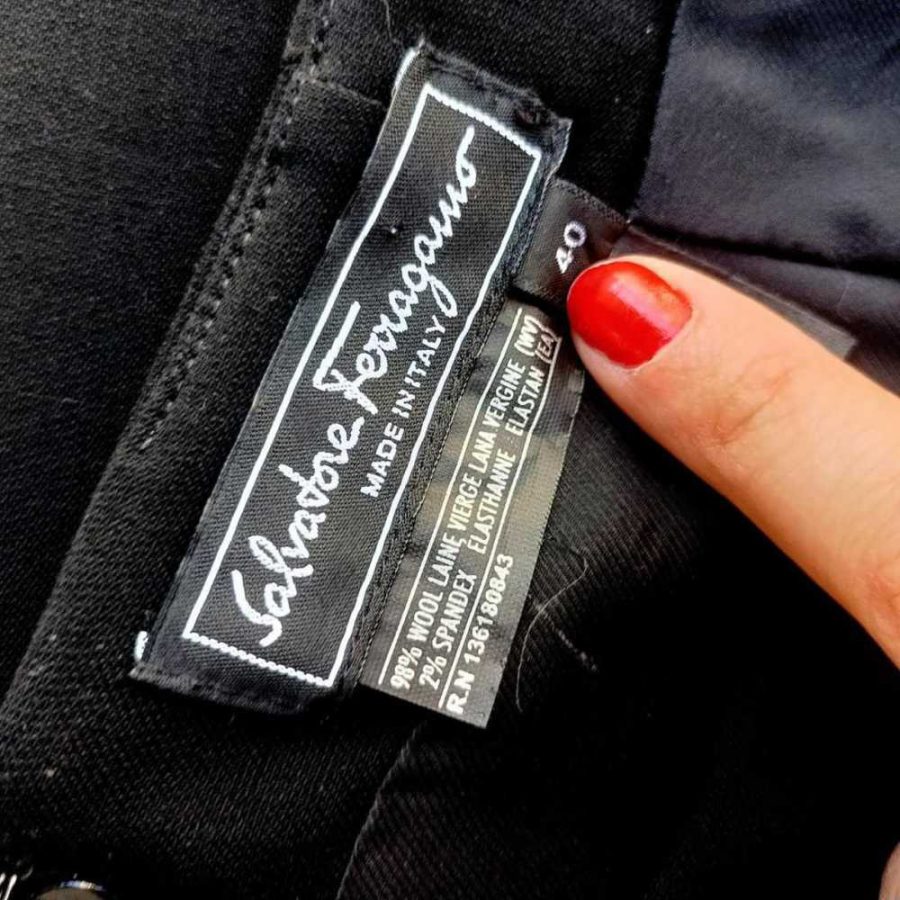 Salvatore Ferragamo
MADE IN ITALY
40
98% WOOL LAINE VIERGE LANA VERGINE (WV)
2% SPANDEX ELASTHANNE ELASTAN (EA)
R.N 136180843